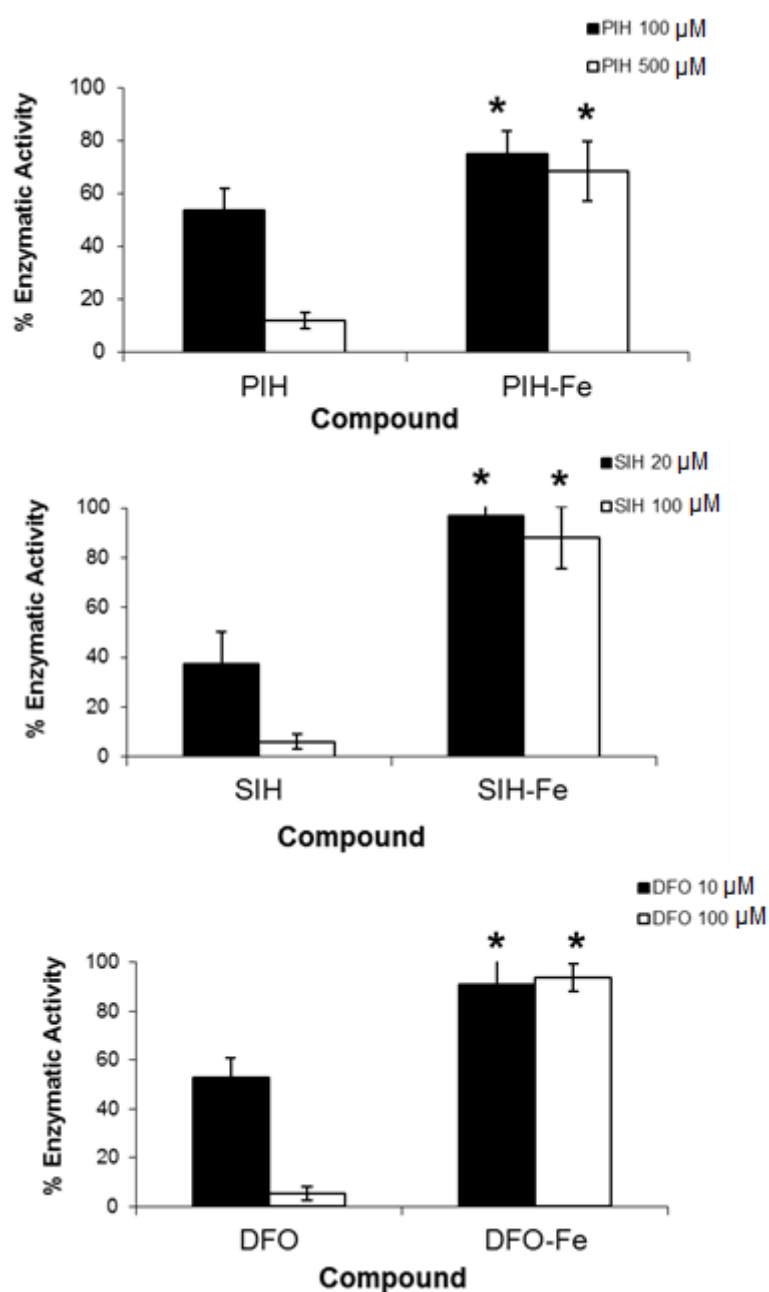 PIH 100 µM
PIH 500 µM
% Enzymatic Activity
100
80
60
40
20
0
* *
PIH PIH-Fe
Compound
SIH 20 µM
SIH 100 µM
% Enzymatic Activity
100
80
60
40
20
0
* *
SIH SIH-Fe
Compound
DFO 10 µM
DFO 100 µM
% Enzymatic Activity
100
80
60
40
20
0
* *
DFO DFO-Fe
Compound